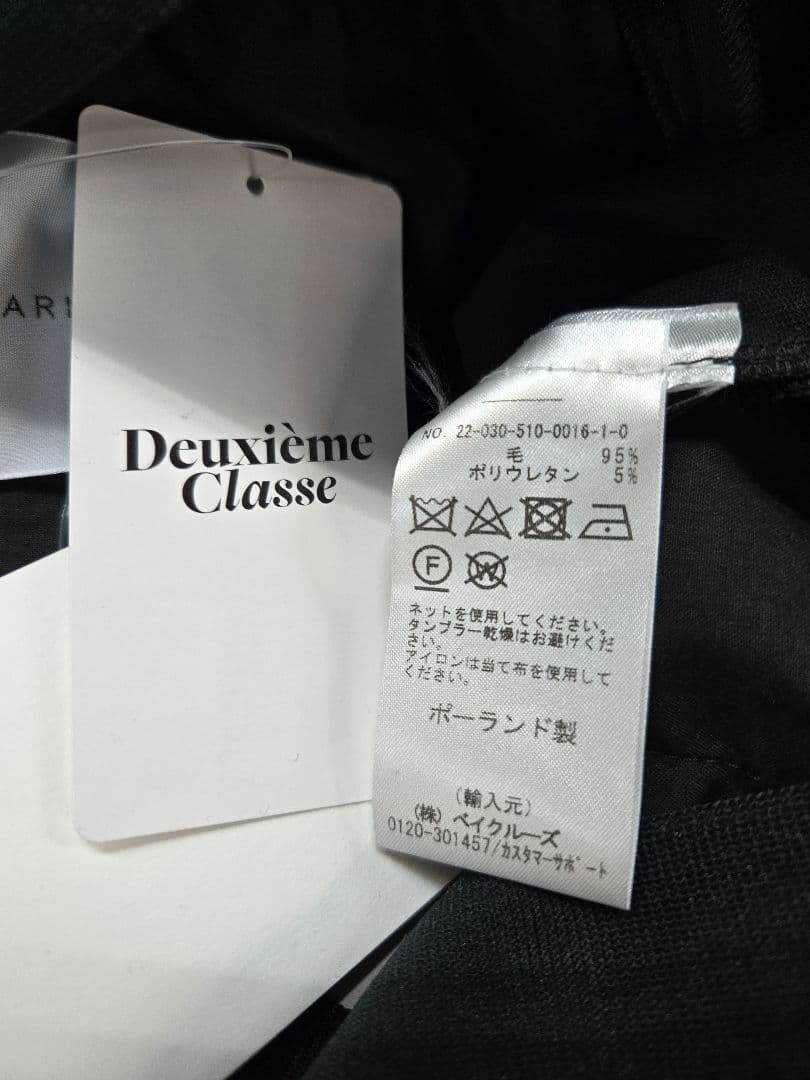 Deuxième
Classe
NO. 22-030-510-0016-1-0
毛 95%
ポリウレタン 5%
F
W
ネットを使用してください。
タンブラー乾燥はお避けくだ
さい。
アイロンは当て布を使用して
ください。
ポーランド製
(輸入元)
(株) ベイクルーズ
0120-301457/カスタマーサポート